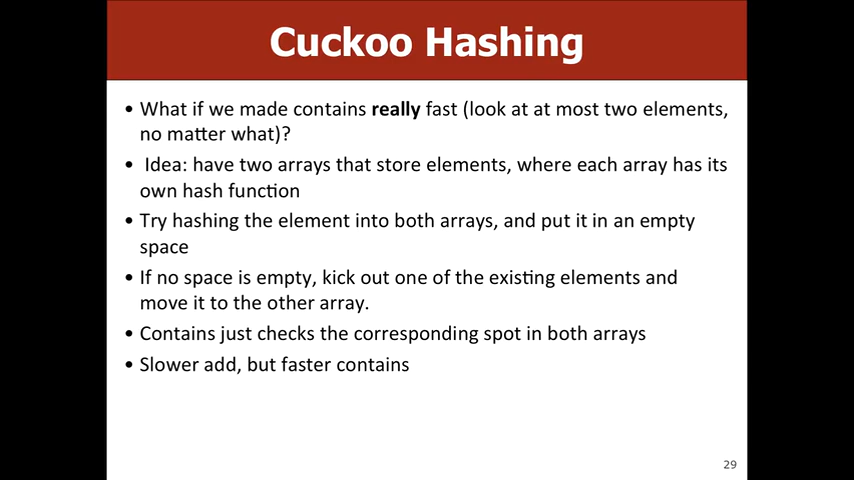 Cuckoo Hashing
• What if we made contains really fast (look at at most two elements,
no matter what)?
• Idea: have two arrays that store elements, where each array has its
own hash function
• Try hashing the element into both arrays, and put it in an empty
space
• If no space is empty, kick out one of the existing elements and
move it to the other array.
• Contains just checks the corresponding spot in both arrays
• Slower add, but faster contains
29